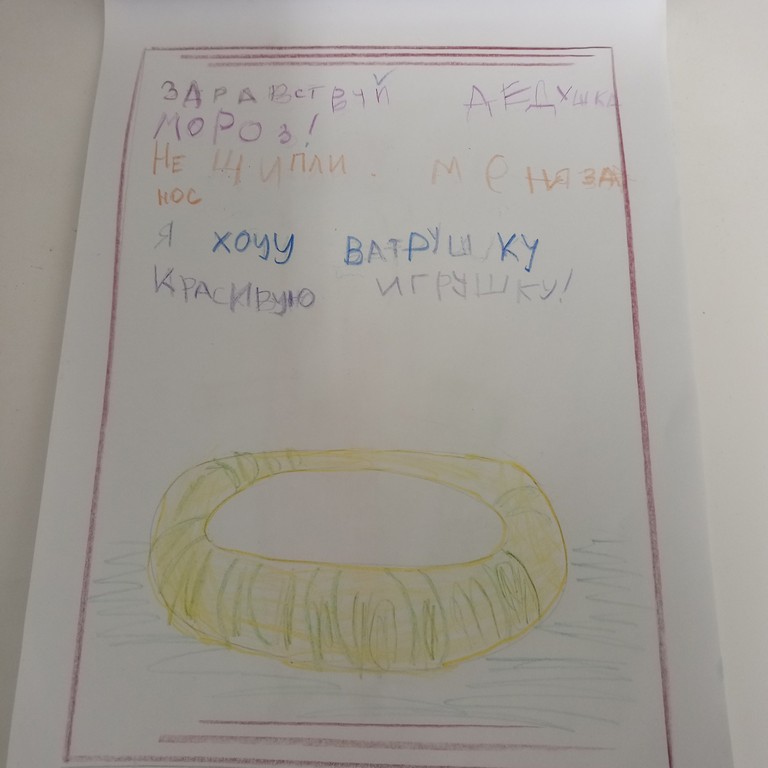 ЗДРАВСТВУЙ ДЕДУШКА
МОРОЗ!
НЕ ЩИПЛИ. МЕНЯ ЗА
НОС
Я ХОЧУ ВАТРУШКУ
КРАСИВУЮ ИГРУШКУ!